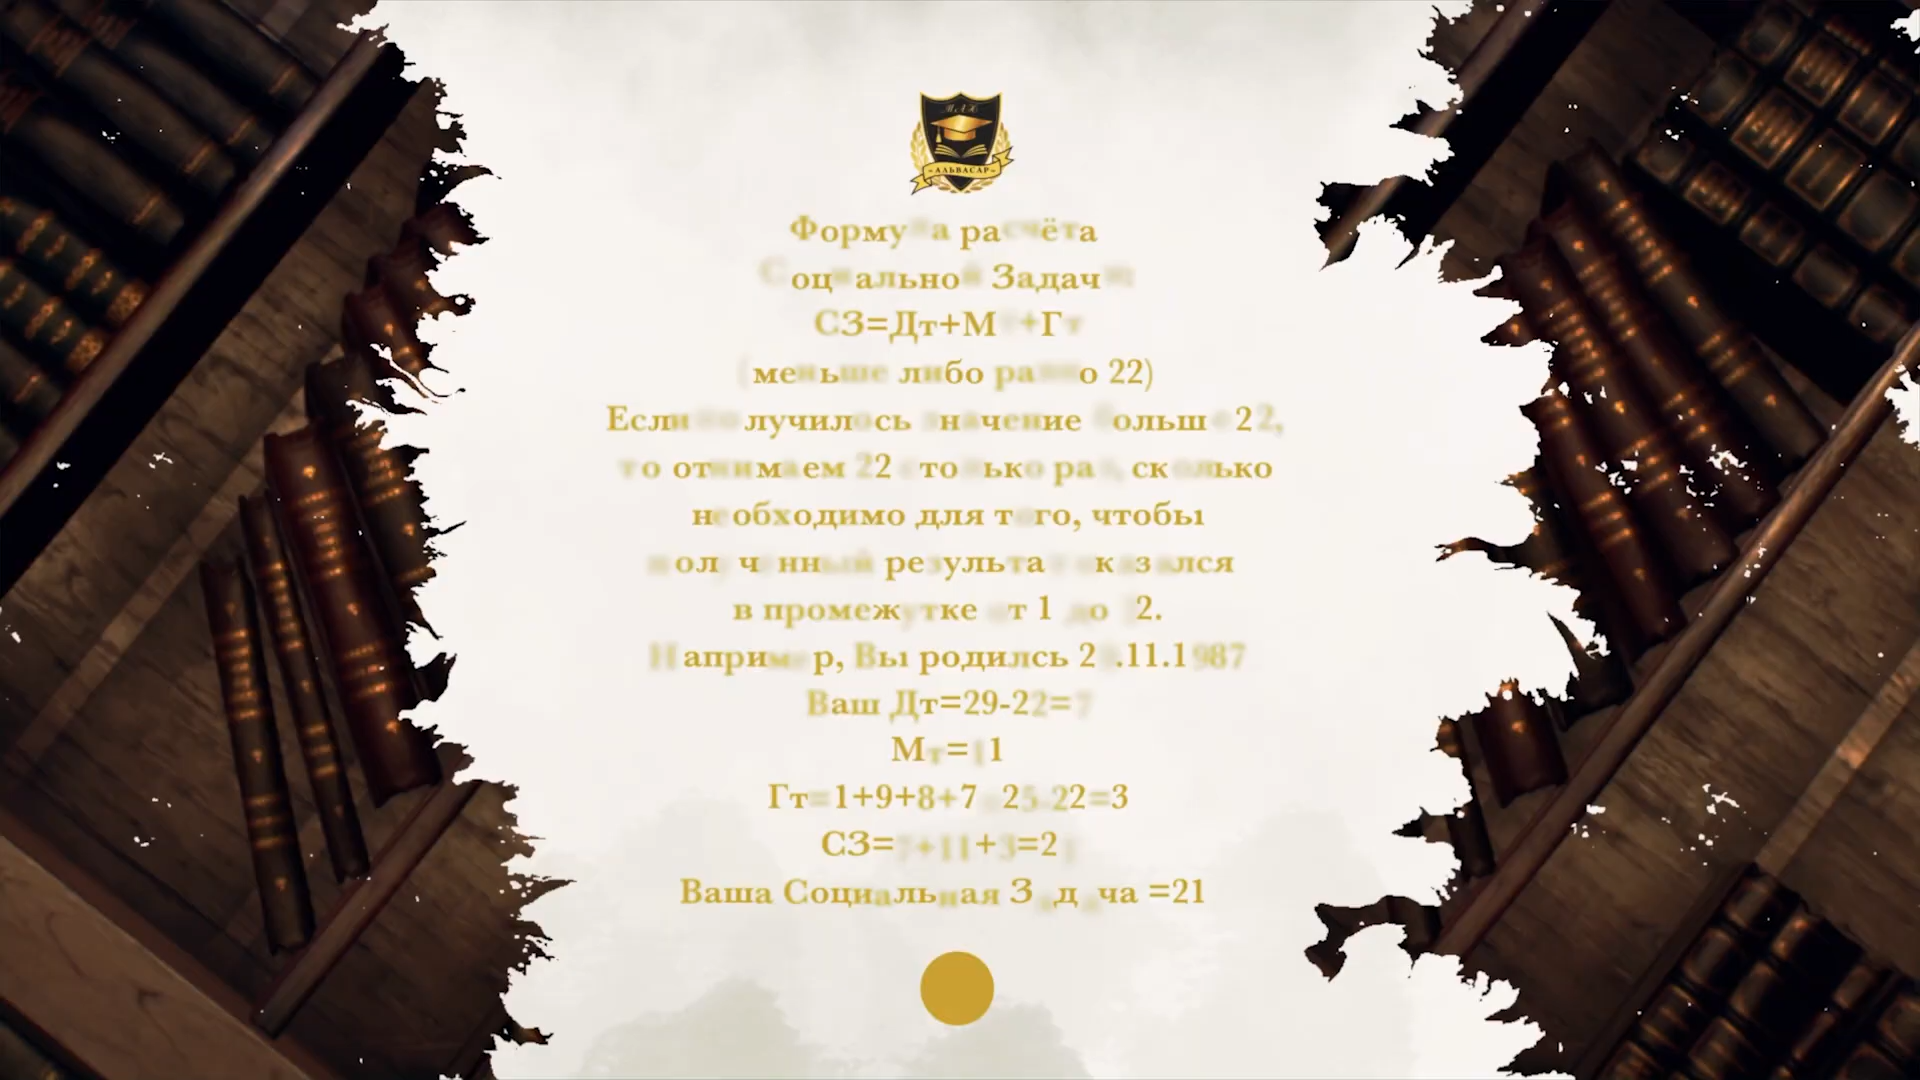 МАН
АЛЬВАСАР
Формула расчёта
Социальной Задачи
СЗ=Дт+Мт+Гт
(меньше либо равно 22)
Если получилось значение больше 22,
то отнимаем 22 столько раз, сколько
необходимо для того, чтобы
полученный результат оказался
в промежутке от 1 до 22.
Например, Вы родились 29.11.1987
Ваш Дт=29-22=7
Мт=11
Гт=1+9+8+7=25-22=3
СЗ=7+11+3=21
Ваша Социальная Задача =21